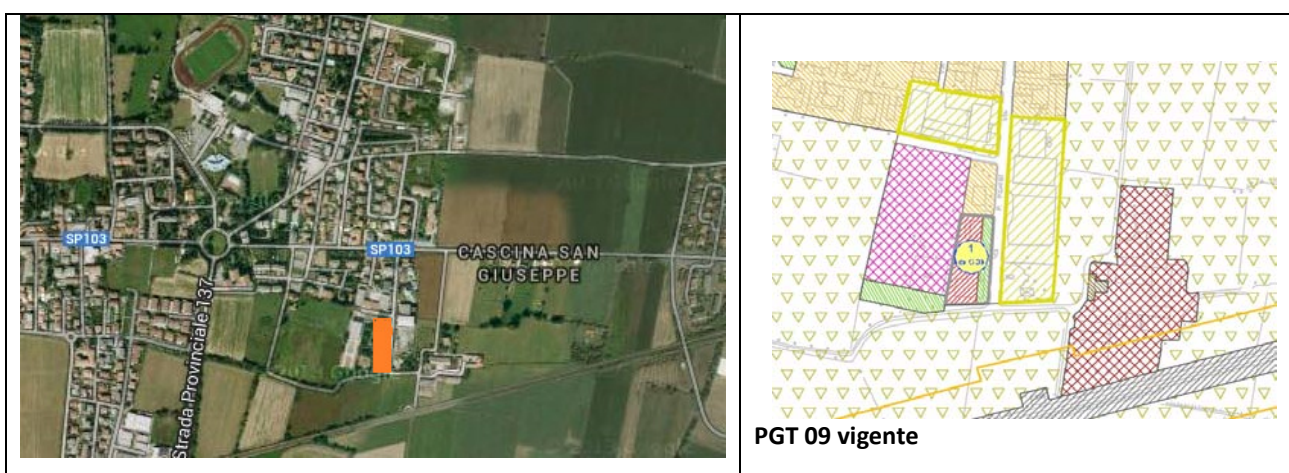 SP103
SP103
CASCINA SAN
GIUSEPPE
Strada Provinciale 137
1
PGT 09 vigente